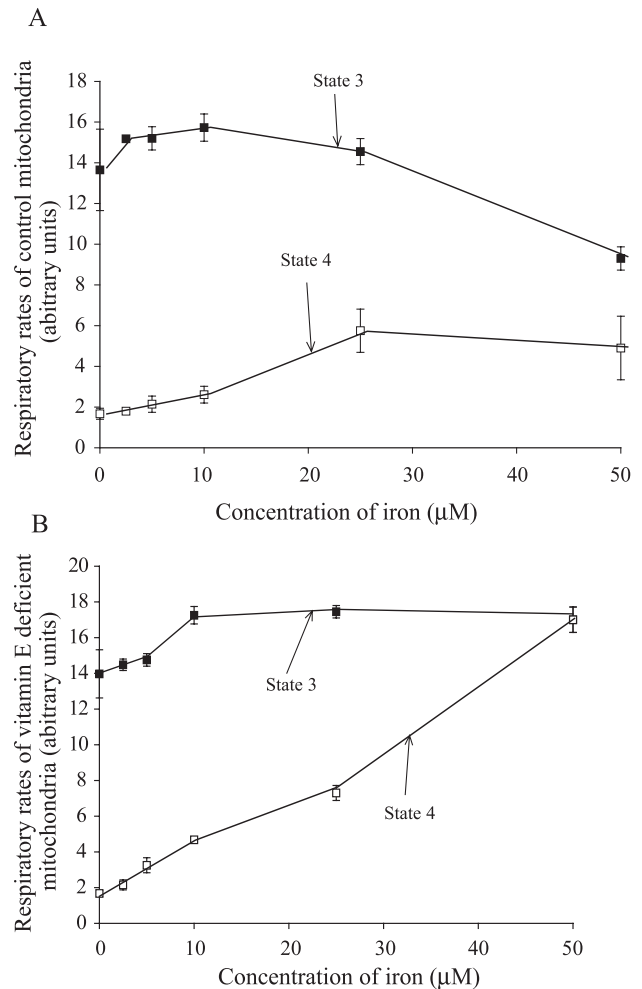 A
Respiratory rates of control mitochondria
(abitrary units)
18
16
14
12
10
8
6
4
2
0
State 3
State 4
0 10 20 30 40 50
Concentration of iron (μM)
B
Respiratory rates of vitamin E deficient
mitochondria (abitrary units)
20
18
16
14
12
10
8
6
4
2
0
State 3
State 4
0 10 20 30 40 50
Concentration of iron (μM)